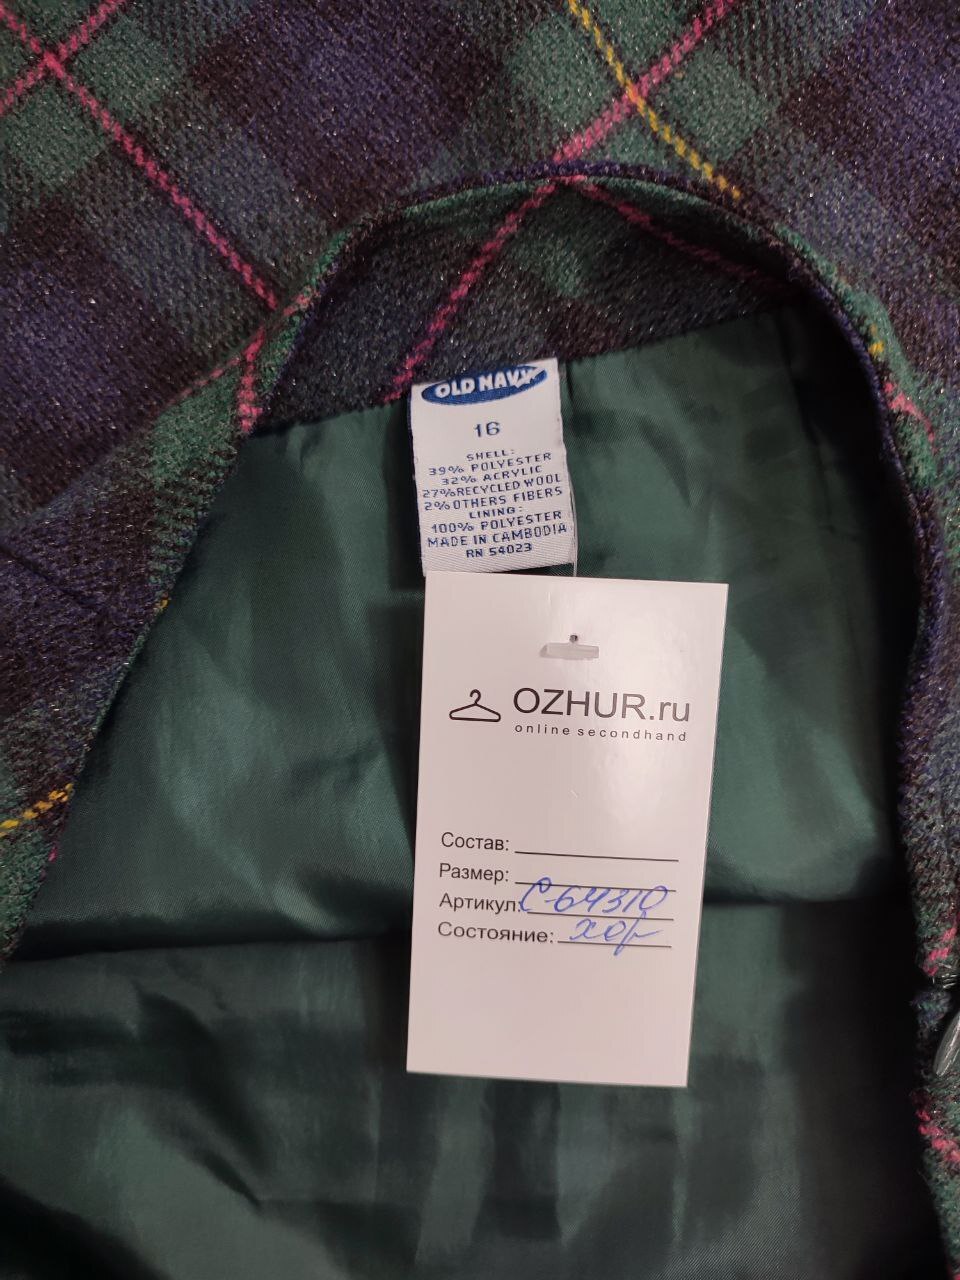 OLD NAVY
16
SHELL:
39% POLYESTER
32% ACRYLIC
27%RECYCLED WOOL
2% OTHERS FIBERS
LINING:
100% POLYESTER
MADE IN CAMBODIA
RN 54023
OZHUR.ru
online secondhand
Состав:
Размер:
Артикул: С-64310
Состояние: хор